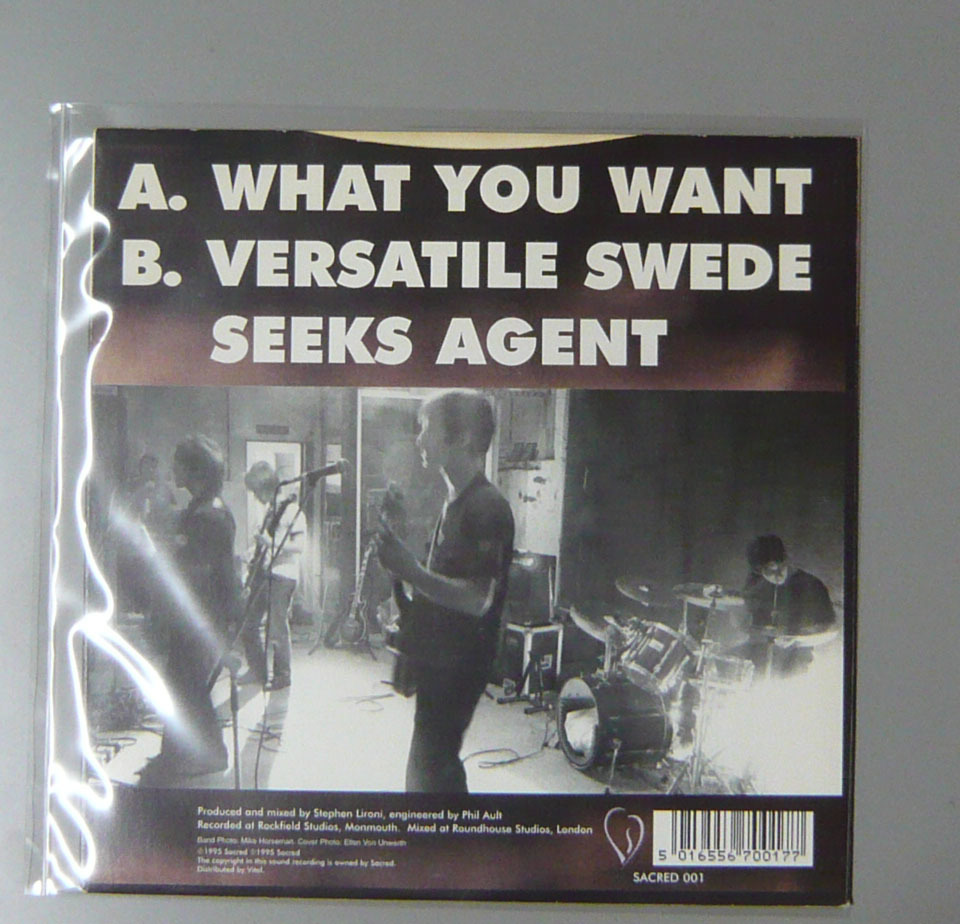 A. WHAT YOU WANT
B. VERSATILE SWEDE
SEEKS AGENT
Produced and mixed by Stephen Lironi, engineered by Phil Ault
Recorded at Rockfield Studios, Monmouth. Mixed at Roundhouse Studios, London
Band Photo: Mike Horseman. Cover Photo: Ellen Von Unwerth
℗1995 Sacred ©1995 Sacred
The copyright in this sound recording is owned by Sacred.
Distributed by Vital.
5 016556 700177
SACRED 001